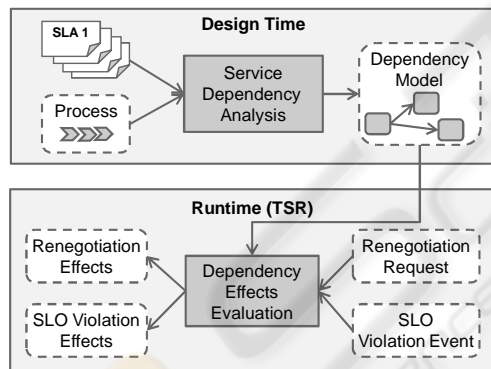 Design Time
SLA 1
Process
Service
Dependency
Analysis
Dependency
Model
Runtime (TSR)
Renegotiation
Effects
SLO Violation
Effects
Dependency
Effects
Evaluation
Renegotiation
Request
SLO
Violation Event